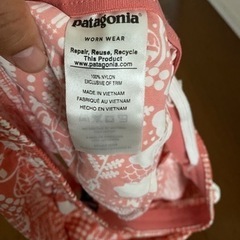 patagonia
WORN WEAR
Repair, Reuse, Recycle
This Product
www.patagonia.com
100% NYLON
EXCLUSIVE OF TRIM
MADE IN VIETNAM
FABRIQUÉ AU VIETNAM
HECHO EN VIETNAM